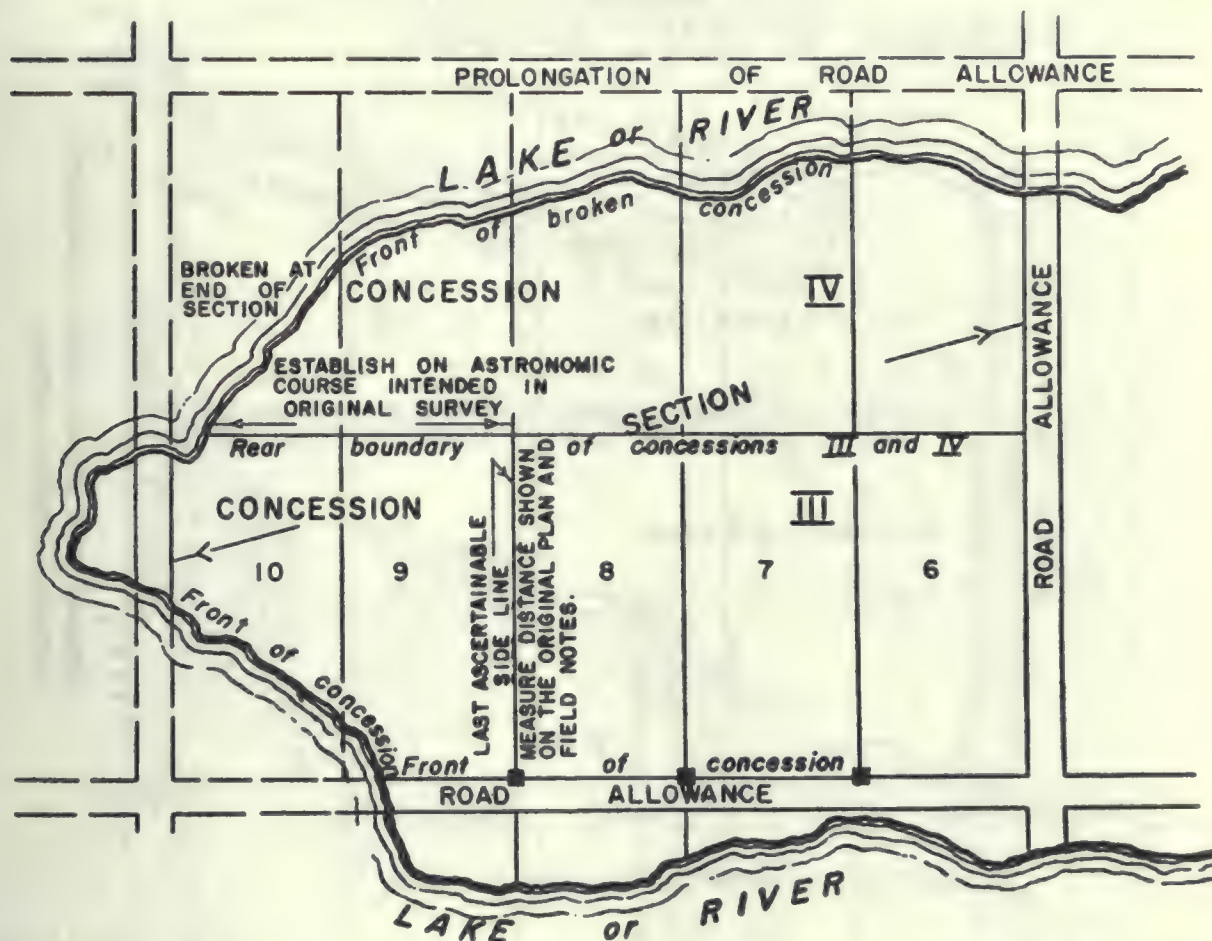 PROLONGATION OF ROAD ALLOWANCE
LAKE or RIVER
Front of broken concession
BROKEN AT
END OF
SECTION
CONCESSION
IV
ESTABLISH ON ASTRONOMIC
COURSE INTENDED IN
ORIGINAL SURVEY
SECTION
Rear boundary of concessions III and IV
ROAD ALLOWANCE
CONCESSION
III
10 9 8 7 6
LAST ASCERTAINABLE
SIDE LINE
MEASURE DISTANCE SHOWN
ON THE ORIGINAL PLAN AND
FIELD NOTES.
Front of concession
Front of concession
ROAD ALLOWANCE
LAKE or RIVER